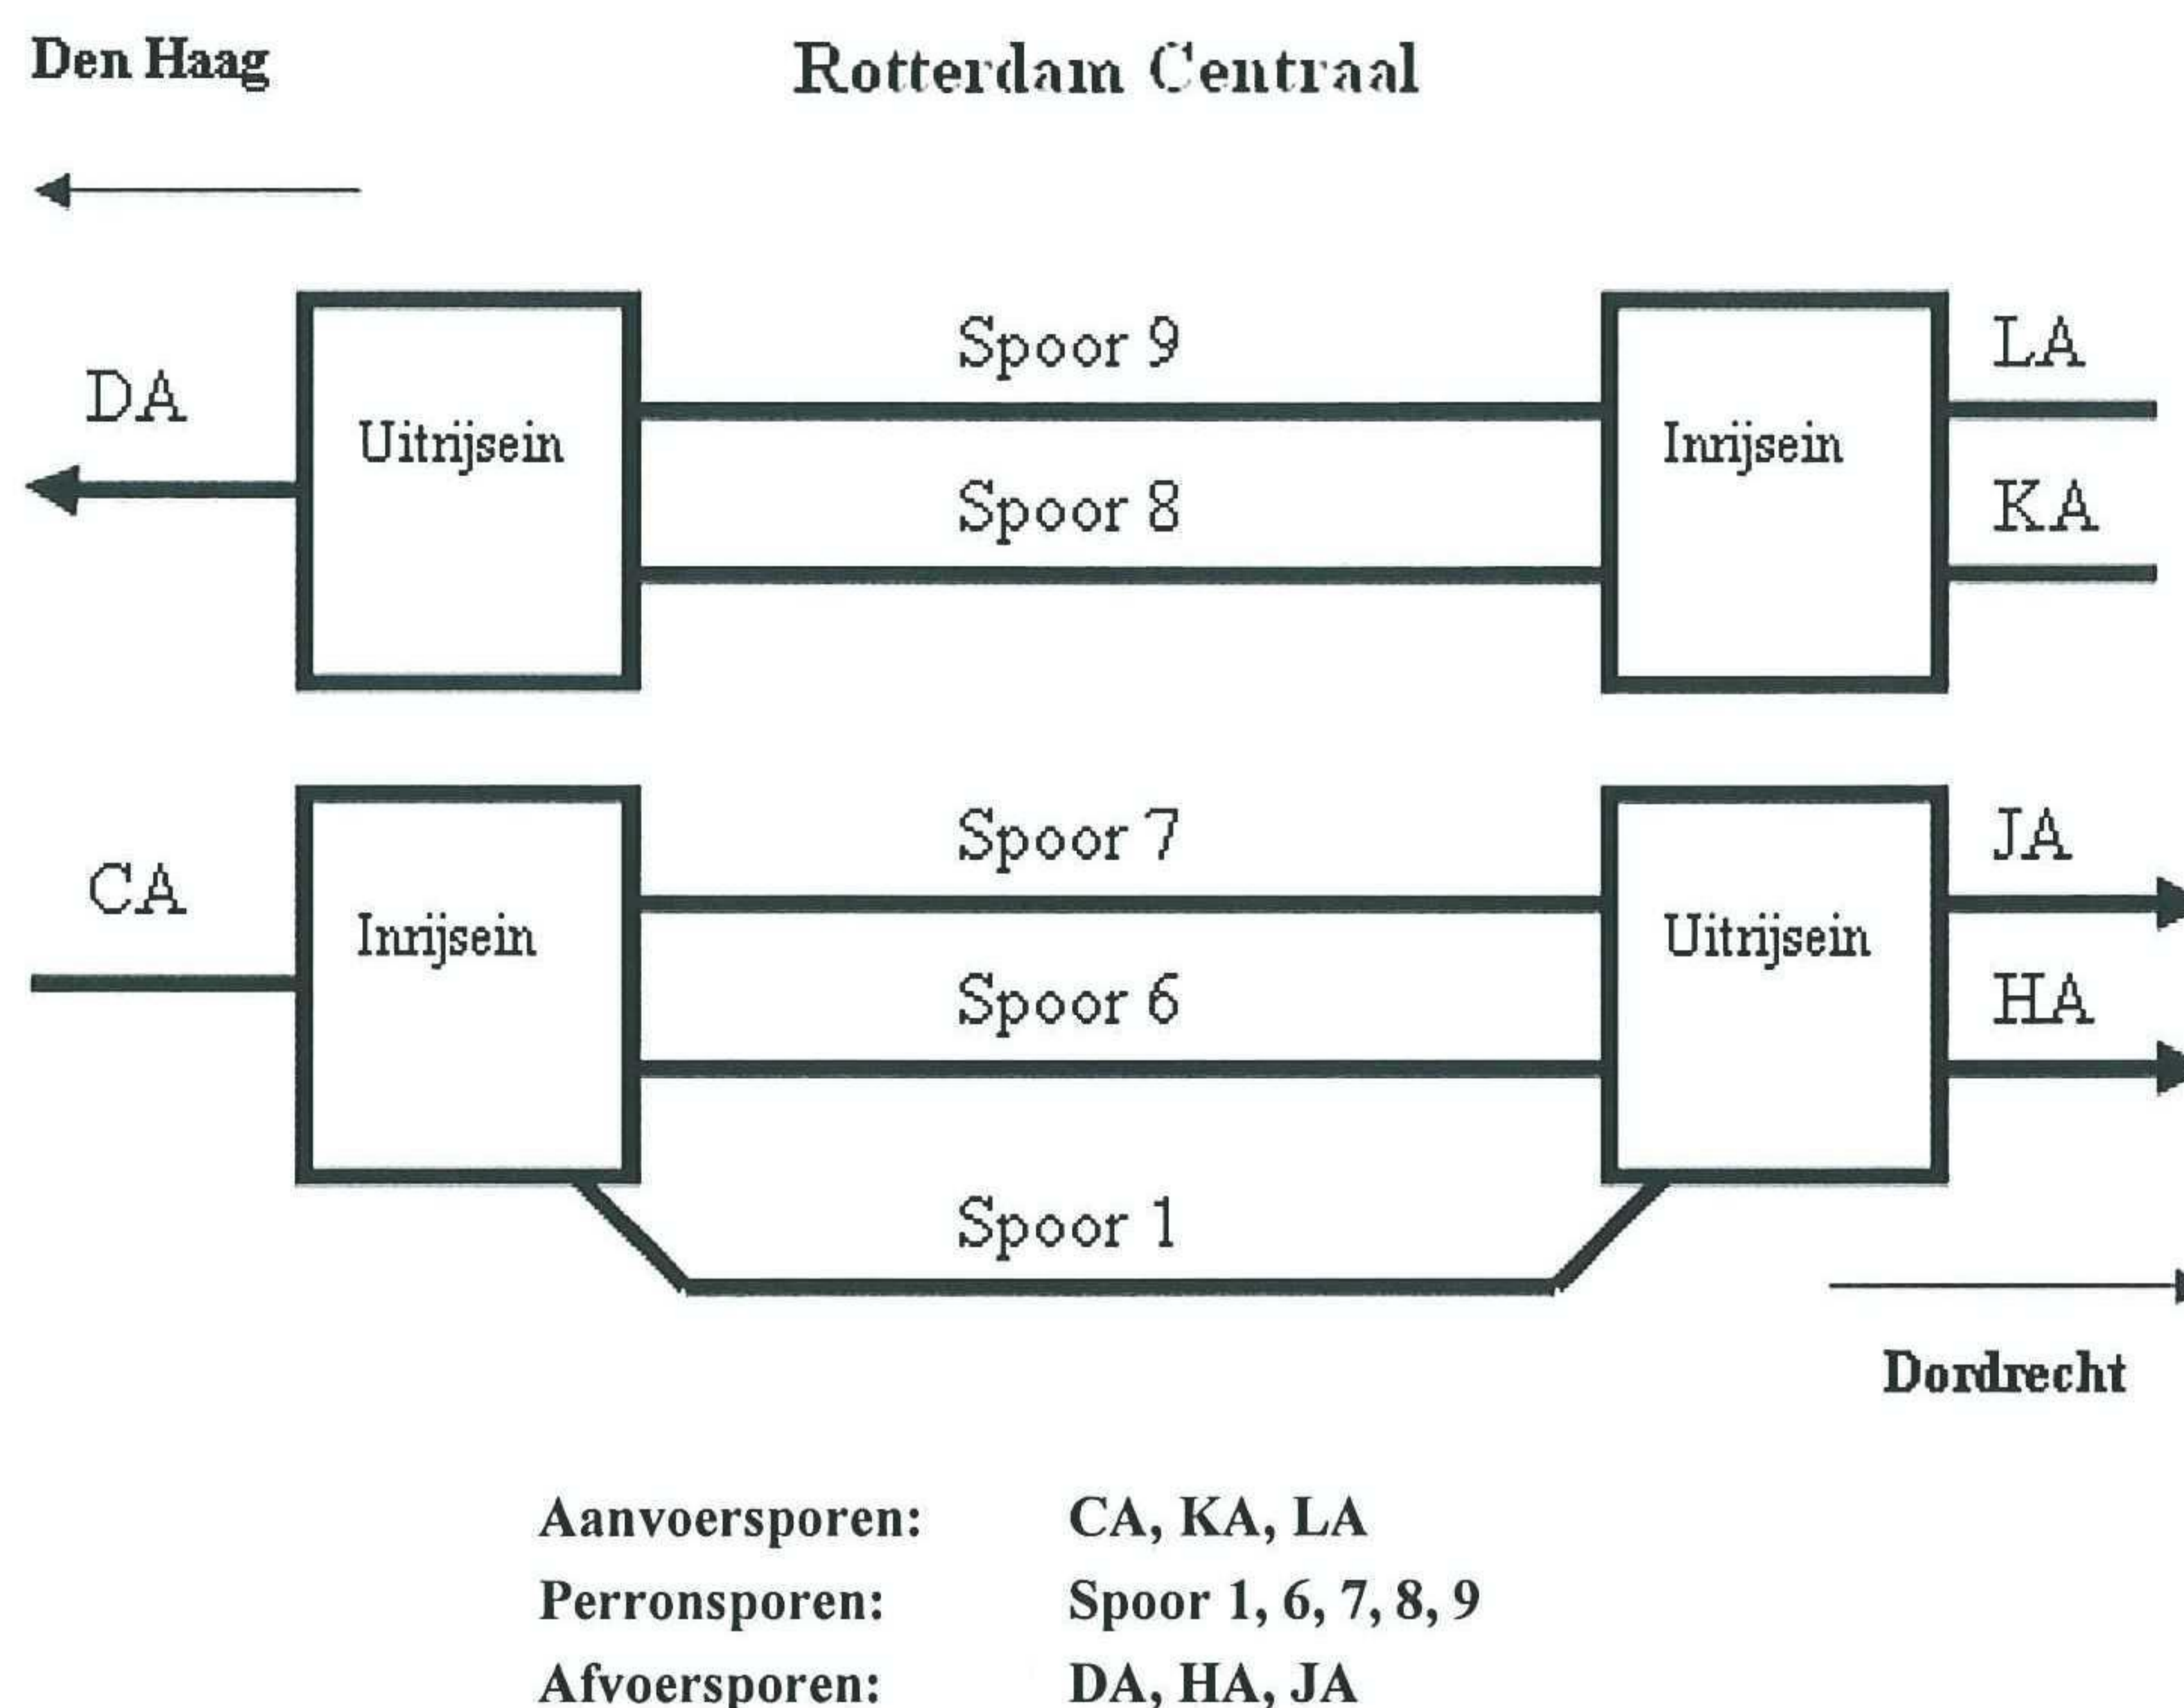 Den Haag
Rotterdam Centraal
Spoor 9
LA
DA
Uitrijsein
Inrijsein
Spoor 8
KA
Spoor 7
JA
CA
Inrijsein
Uitrijsein
Spoor 6
HA
Spoor 1
Dordrecht
Aanvoersporen: CA, KA, LA
Perronsporen: Spoor 1, 6, 7, 8, 9
Afvoersporen: DA, HA, JA